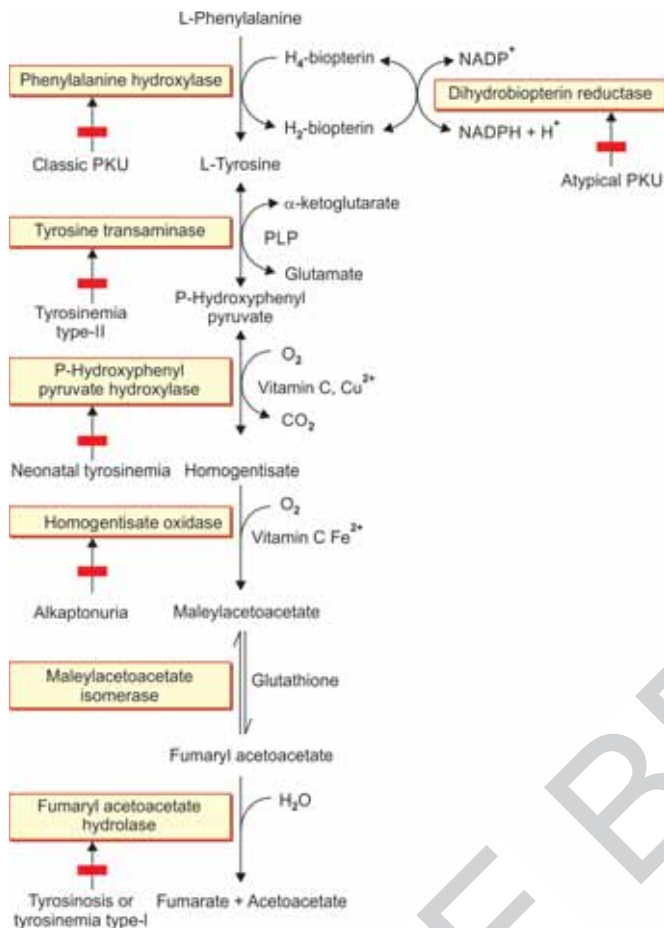 L-Phenylalanine
Phenylalanine hydroxylase
H₄-biopterin
NADP⁺
Dihydrobiopterin reductase
H₂-biopterin
NADPH + H⁺
Classic PKU
L-Tyrosine
Atypical PKU
α-ketoglutarate
Tyrosine transaminase
PLP
Glutamate
Tyrosinemia
type-II
P-Hydroxyphenyl
pyruvate
O₂
P-Hydroxyphenyl
pyruvate hydroxylase
Vitamin C, Cu²⁺
CO₂
Neonatal tyrosinemia
Homogentisate
O₂
Homogentisate oxidase
Vitamin C Fe²⁺
Alkaptonuria
Maleylacetoacetate
Maleylacetoacetate
isomerase
Glutathione
Fumaryl acetoacetate
Fumaryl acetoacetate
hydrolase
H₂O
Tyrosinosis or
tyrosinemia type-I
Fumarate + Acetoacetate